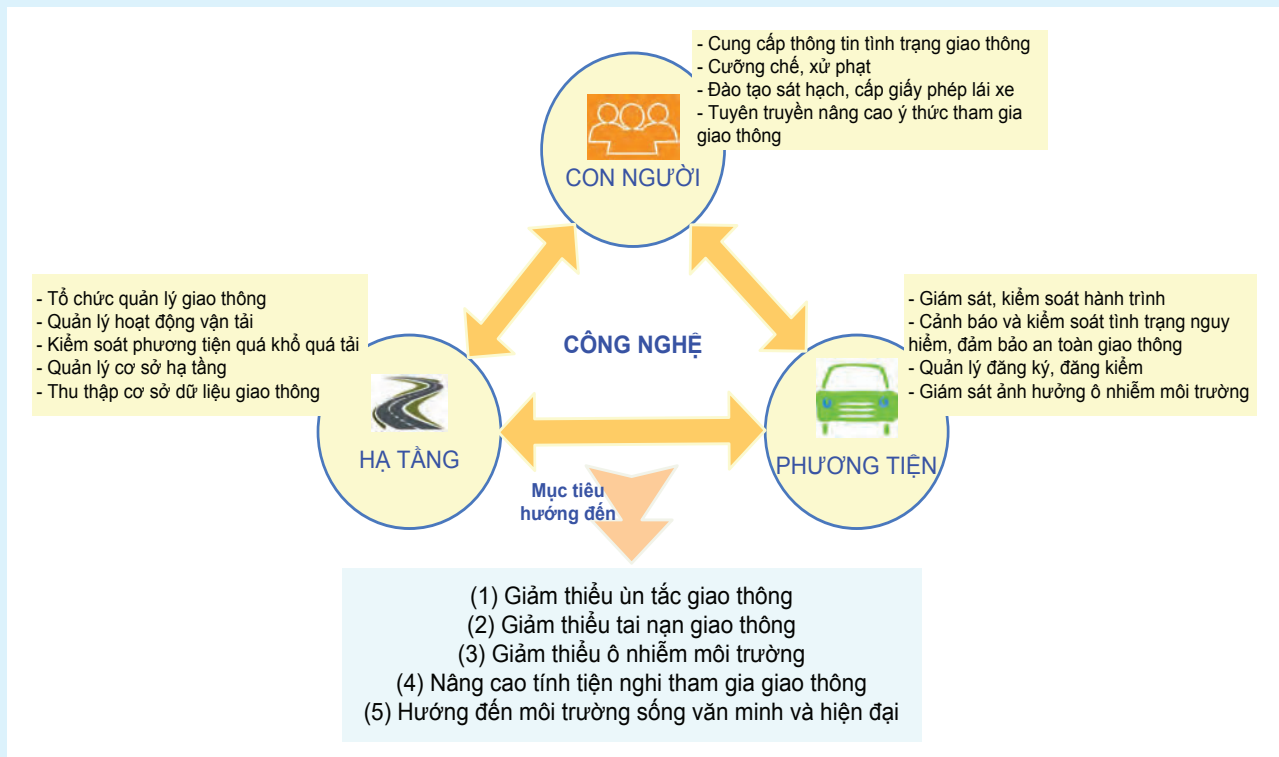 - Cung cấp thông tin tình trạng giao thông
- Cưỡng chế, xử phạt
- Đào tạo sát hạch, cấp giấy phép lái xe
- Tuyên truyền nâng cao ý thức tham gia
giao thông
CON NGƯỜI
- Tổ chức quản lý giao thông
- Quản lý hoạt động vận tải
- Kiểm soát phương tiện quá khổ quá tải
- Quản lý cơ sở hạ tầng
- Thu thập cơ sở dữ liệu giao thông
HẠ TẦNG
CÔNG NGHỆ
- Giám sát, kiểm soát hành trình
- Cảnh báo và kiểm soát tình trạng nguy
hiểm, đảm bảo an toàn giao thông
- Quản lý đăng ký, đăng kiểm
- Giám sát ảnh hưởng ô nhiễm môi trường
PHƯƠNG TIỆN
Mục tiêu
hướng đến
(1) Giảm thiểu ùn tắc giao thông
(2) Giảm thiểu tai nạn giao thông
(3) Giảm thiểu ô nhiễm môi trường
(4) Nâng cao tính tiện nghi tham gia giao thông
(5) Hướng đến môi trường sống văn minh và hiện đại